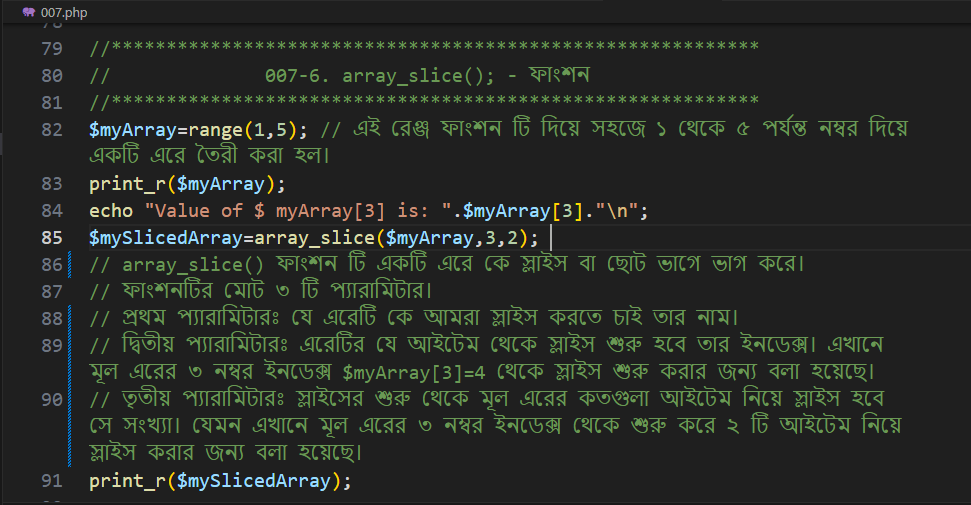 007.php
78
79 //***********************************************************
80 // 007-6. array_slice(); - ফাংশন
81 //***********************************************************
82 $myArray=range(1,5); // এই রেঞ্জ ফাংশন টি দিয়ে সহজে ১ থেকে ৫ পর্যন্ত নম্বর দিয়ে
একটি এরে তৈরী করা হল।
83 print_r($myArray);
84 echo "Value of $ myArray[3] is: ".$myArray[3]."\n";
85 $mySlicedArray=array_slice($myArray,3,2);
86 // array_slice() ফাংশন টি একটি এরে কে স্লাইস বা ছোট ভাগে ভাগ করে।
87 // ফাংশনটির মোট ৩ টি প্যারামিটার।
88 // প্রথম প্যারামিটারঃ যে এরেটি কে আমরা স্লাইস করতে চাই তার নাম।
89 // দ্বিতীয় প্যারামিটারঃ এরেটির যে আইটেম থেকে স্লাইস শুরু হবে তার ইনডেক্স। এখানে
মূল এরের ৩ নম্বর ইনডেক্স $myArray[3]=4 থেকে স্লাইস শুরু করার জন্য বলা হয়েছে।
90 // তৃতীয় প্যারামিটারঃ স্লাইসের শুরু থেকে মূল এরের কতগুলা আইটেম নিয়ে স্লাইস হবে
সে সংখ্যা। যেমন এখানে মূল এরের ৩ নম্বর ইনডেক্স থেকে শুরু করে ২ টি আইটেম নিয়ে
স্লাইস করার জন্য বলা হয়েছে।
91 print_r($mySlicedArray);